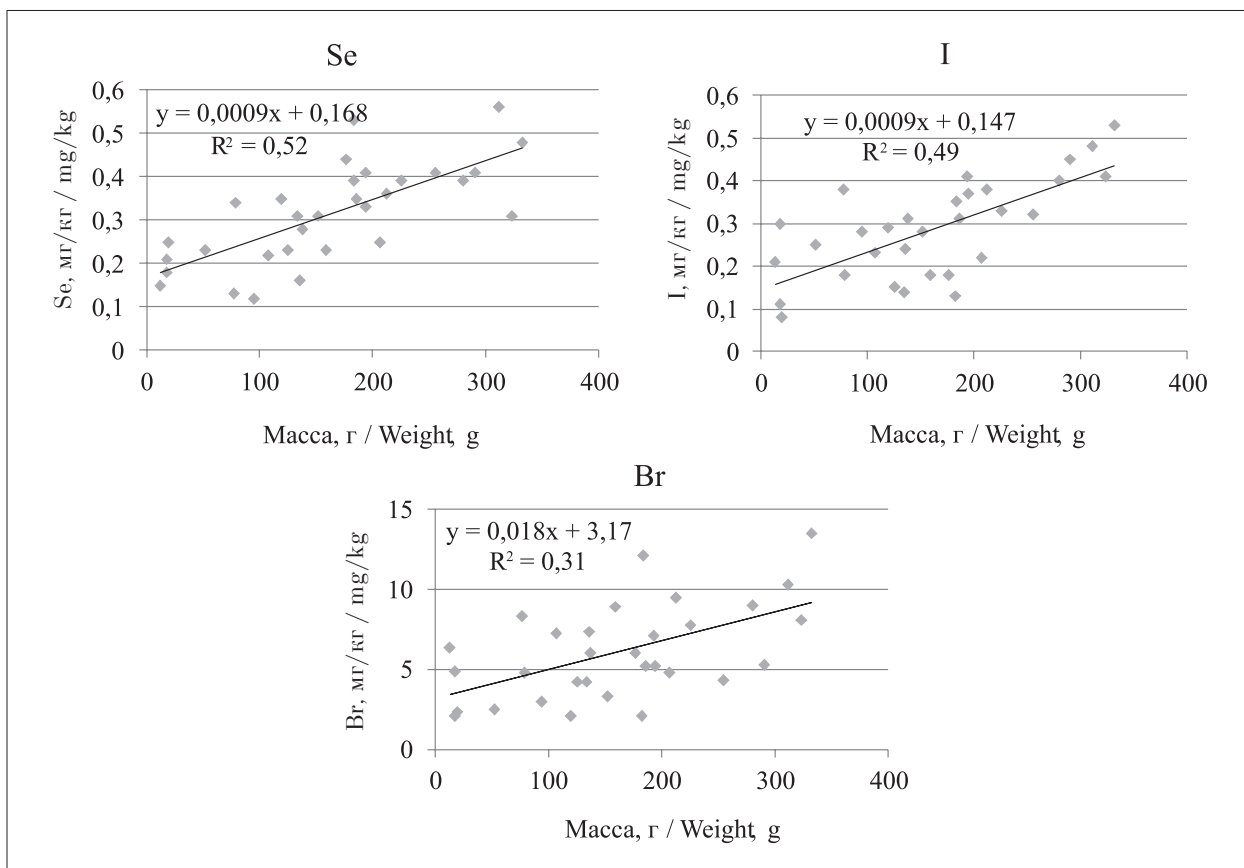 Se
y = 0,0009x + 0,168
R² = 0,52
Se, мг/кг / mg/kg
0,6
0,5
0,4
0,3
0,2
0,1
0
0 100 200 300 400
Масса, г / Weight, g
I
y = 0,0009x + 0,147
R² = 0,49
I, мг/кг / mg/kg
0,6
0,5
0,4
0,3
0,2
0,1
0
0 100 200 300 400
Масса, г / Weight, g
Br
y = 0,018x + 3,17
R² = 0,31
Br, мг/кг / mg/kg
15
10
5
0
0 100 200 300 400
Масса, г / Weight, g